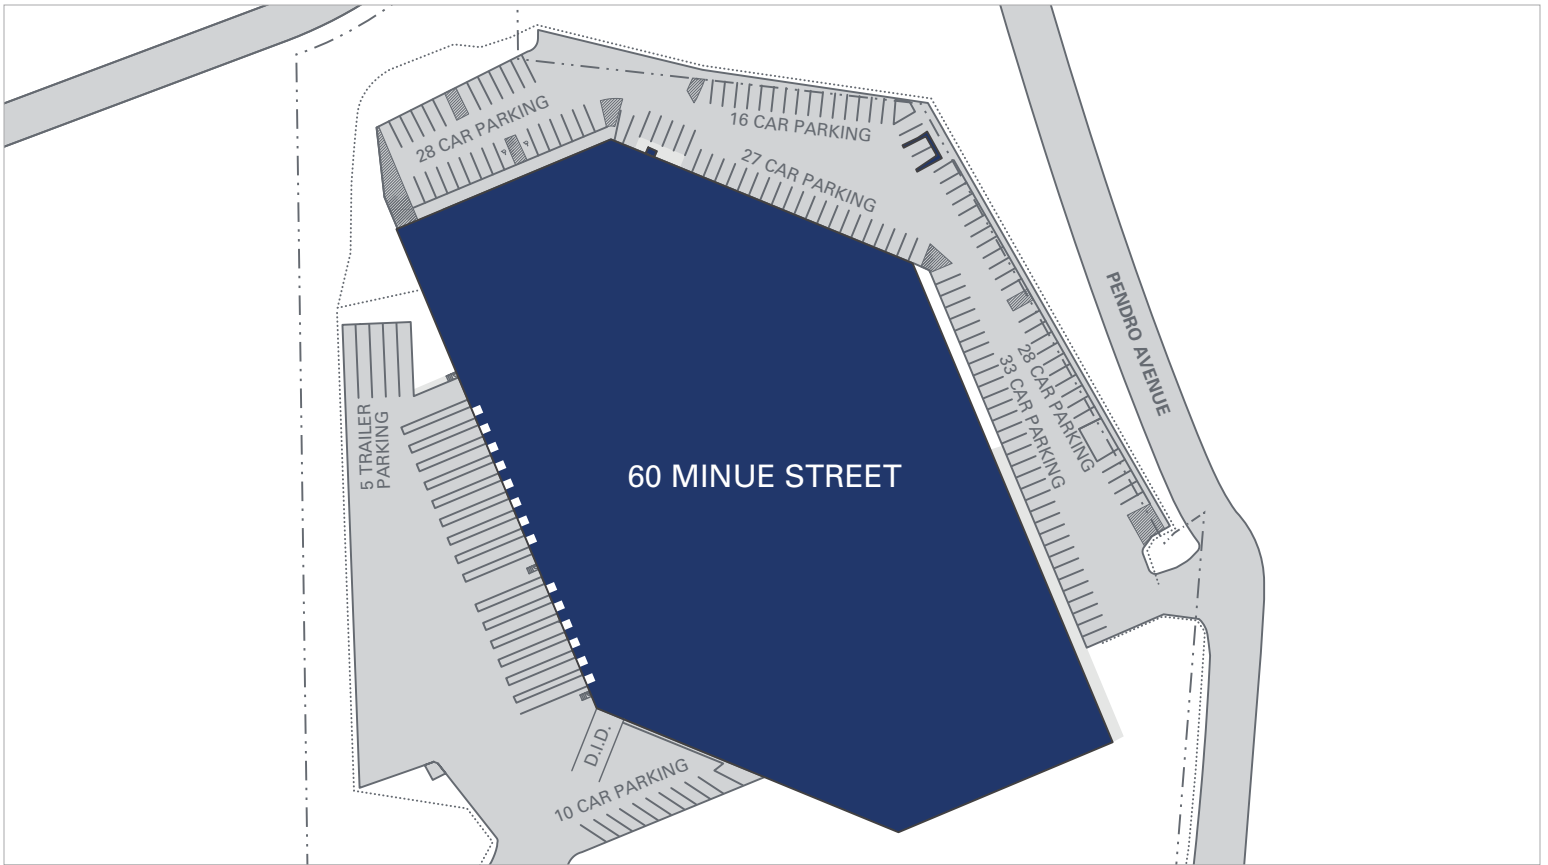 28 CAR PARKING
16 CAR PARKING
27 CAR PARKING
PENDRO AVENUE
28 CAR PARKING
33 CAR PARKING
5 TRAILER
PARKING
60 MINUE STREET
D.I.D.
10 CAR PARKING